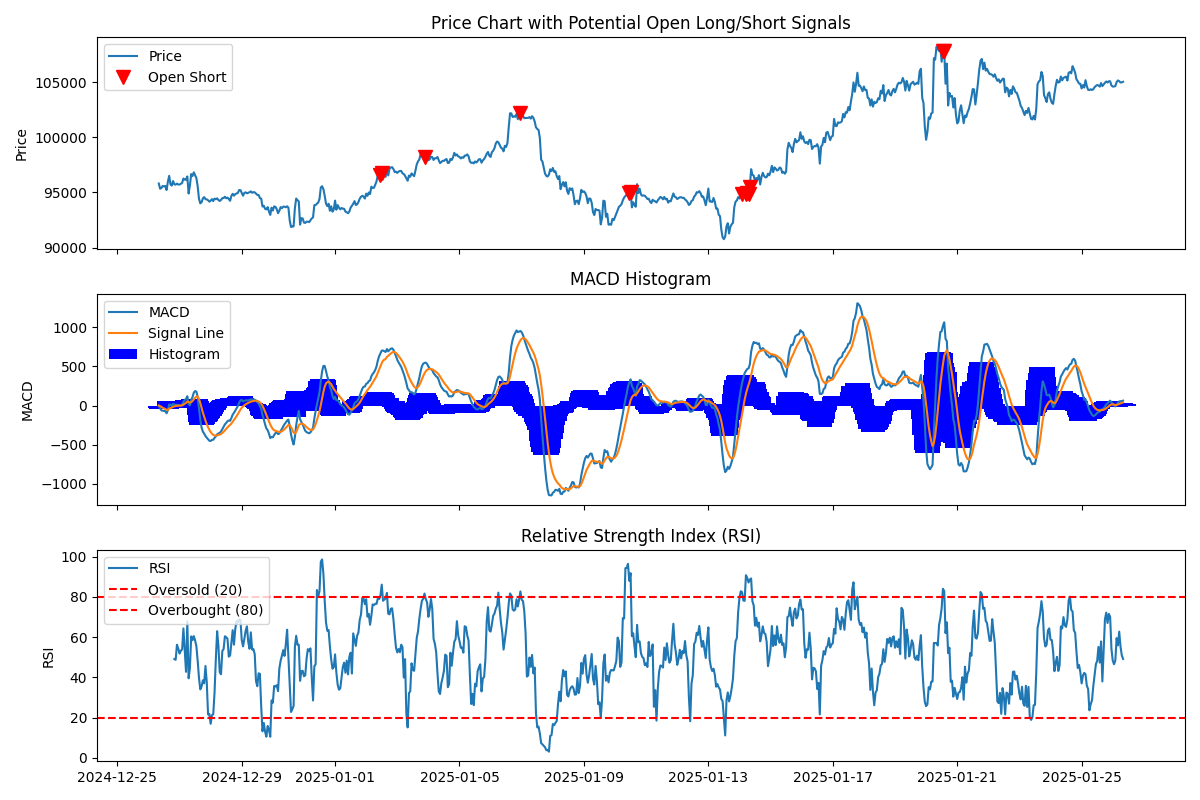 Price Chart with Potential Open Long/Short Signals
Price
Open Short
105000
100000
95000
90000
Price
MACD Histogram
MACD
Signal Line
Histogram
1000
500
0
−500
−1000
MACD
Relative Strength Index (RSI)
RSI
Oversold (20)
Overbought (80)
100
80
60
40
20
0
RSI
2024-12-25 2024-12-29 2025-01-01 2025-01-05 2025-01-09 2025-01-13 2025-01-17 2025-01-21 2025-01-25